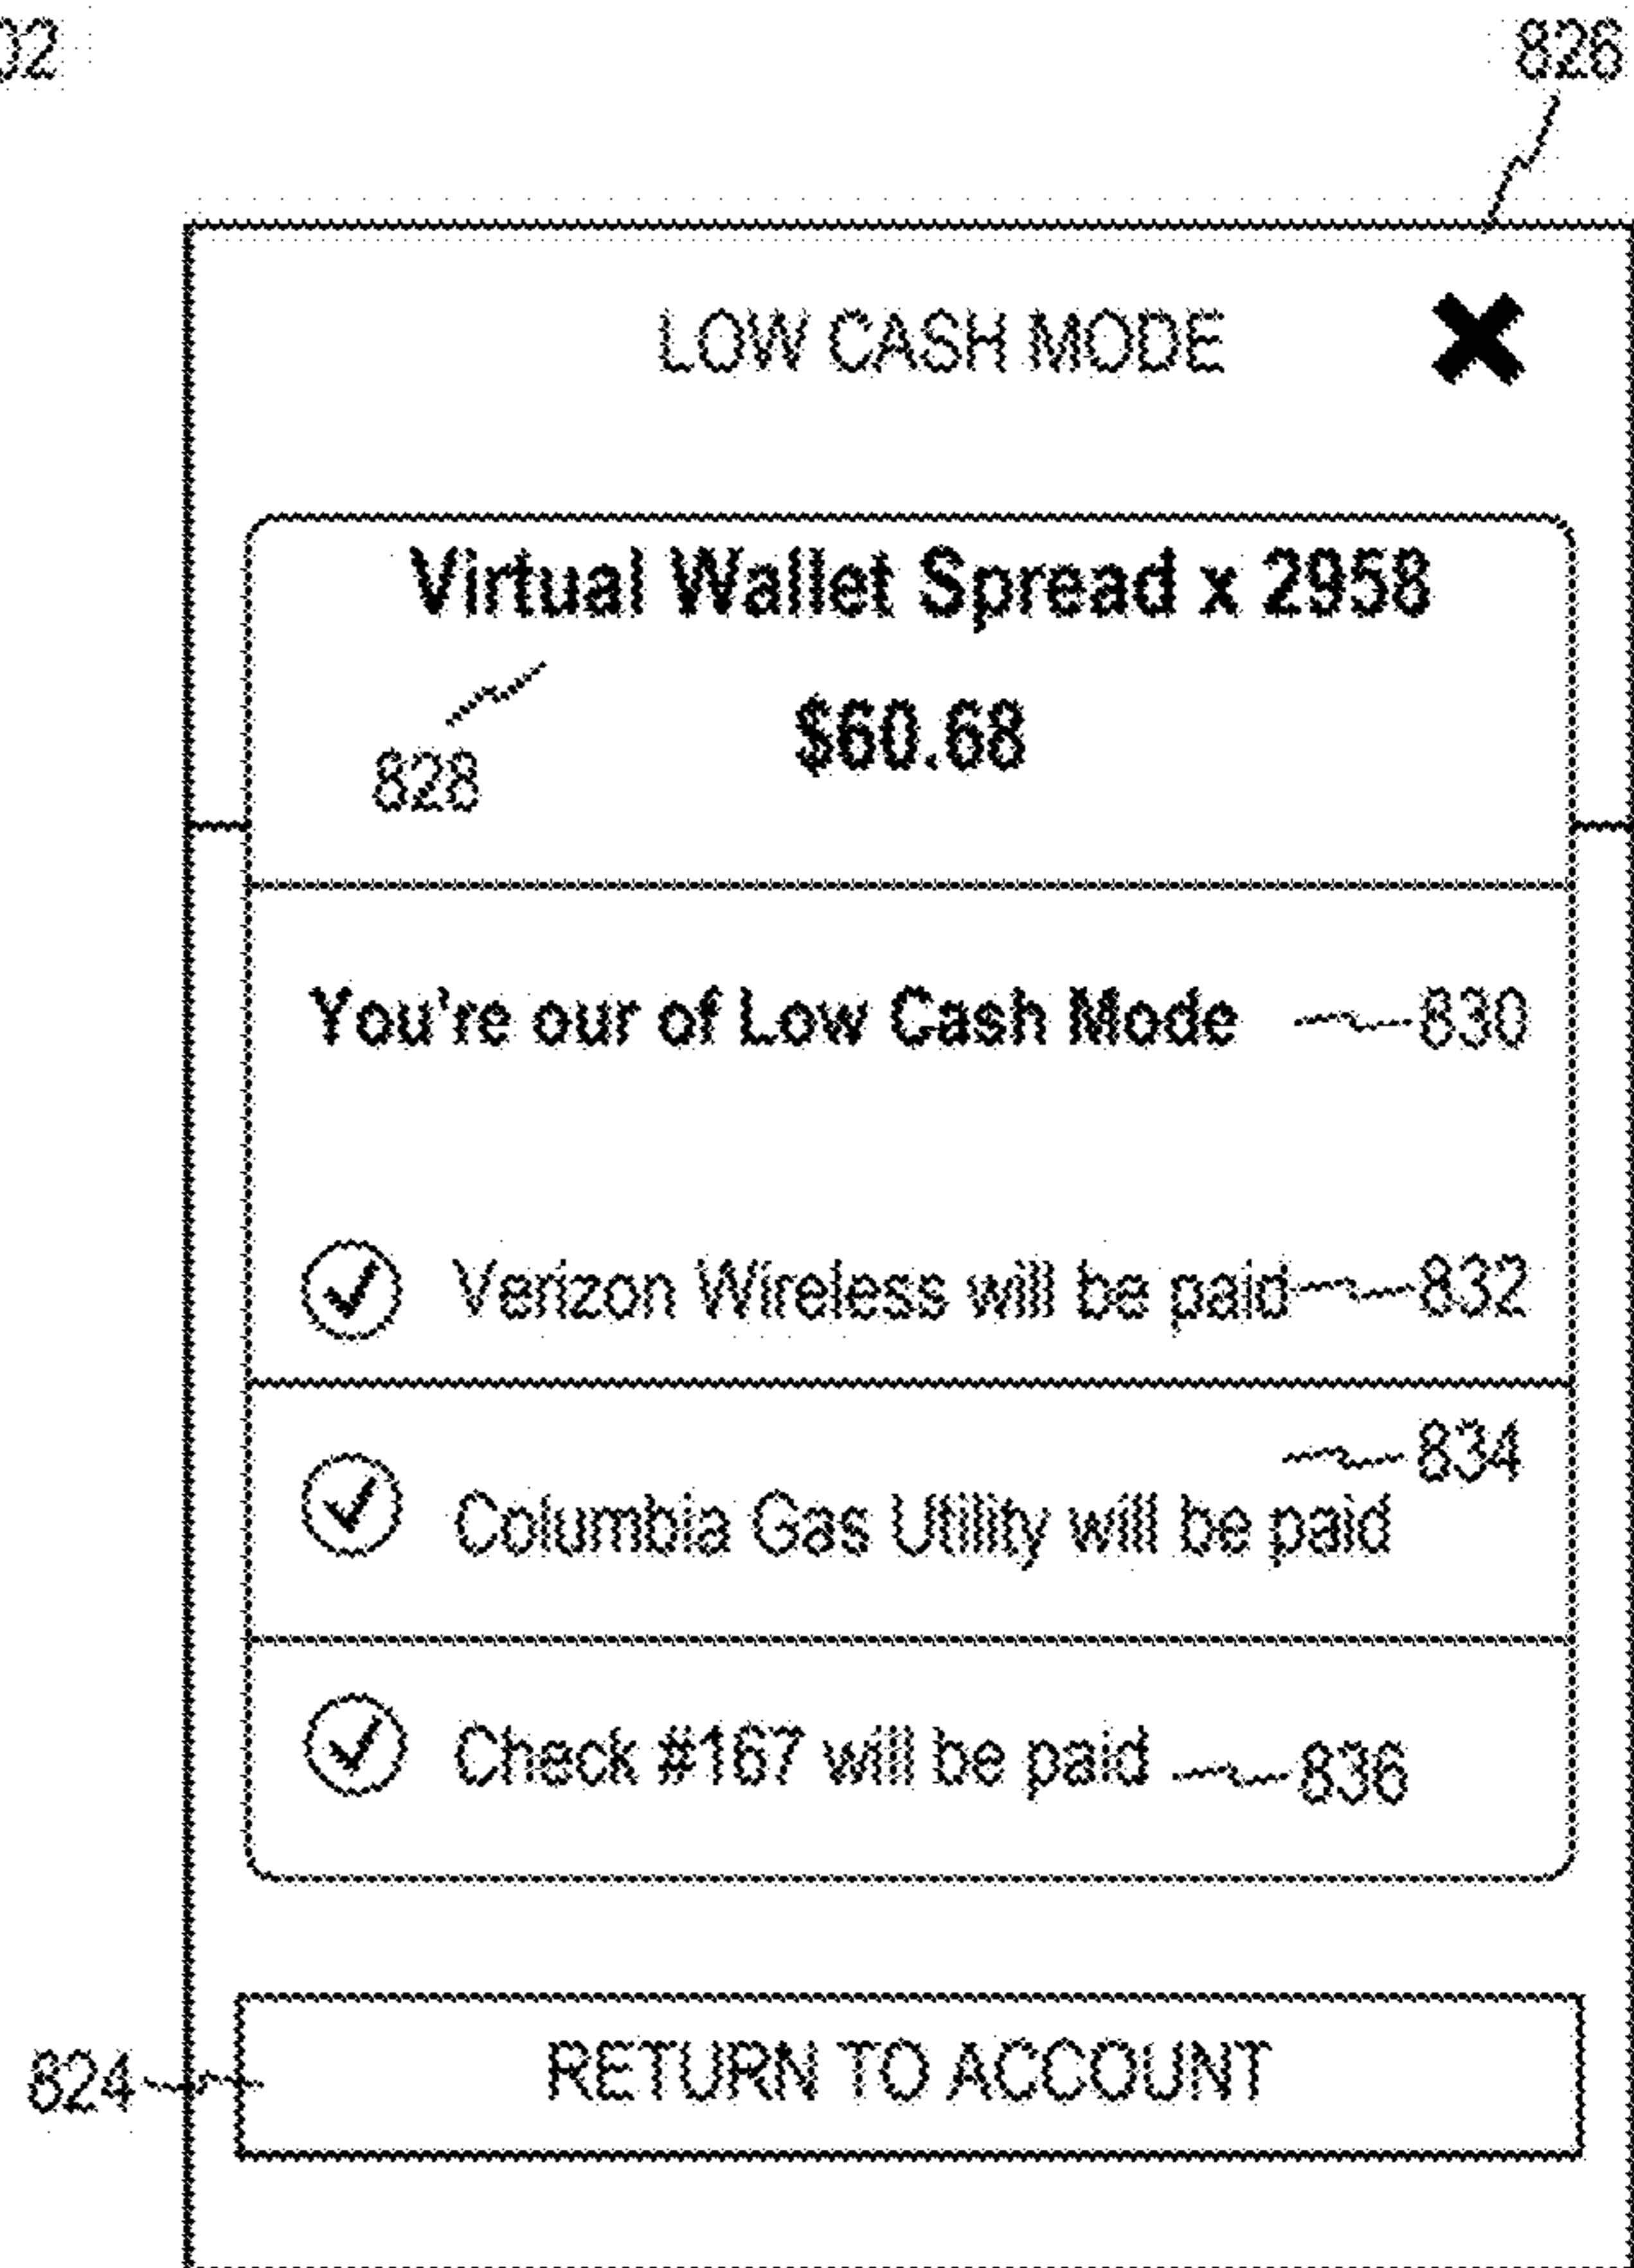 02 826
LOW CASH MODE
Virtual Wallet Spread x 2958
$60.68
828
You're our of Low Cash Mode 830
Verizon Wireless will be paid 832
834
Columbia Gas Utility will be paid
Check #167 will be paid 836
824 RETURN TO ACCOUNT